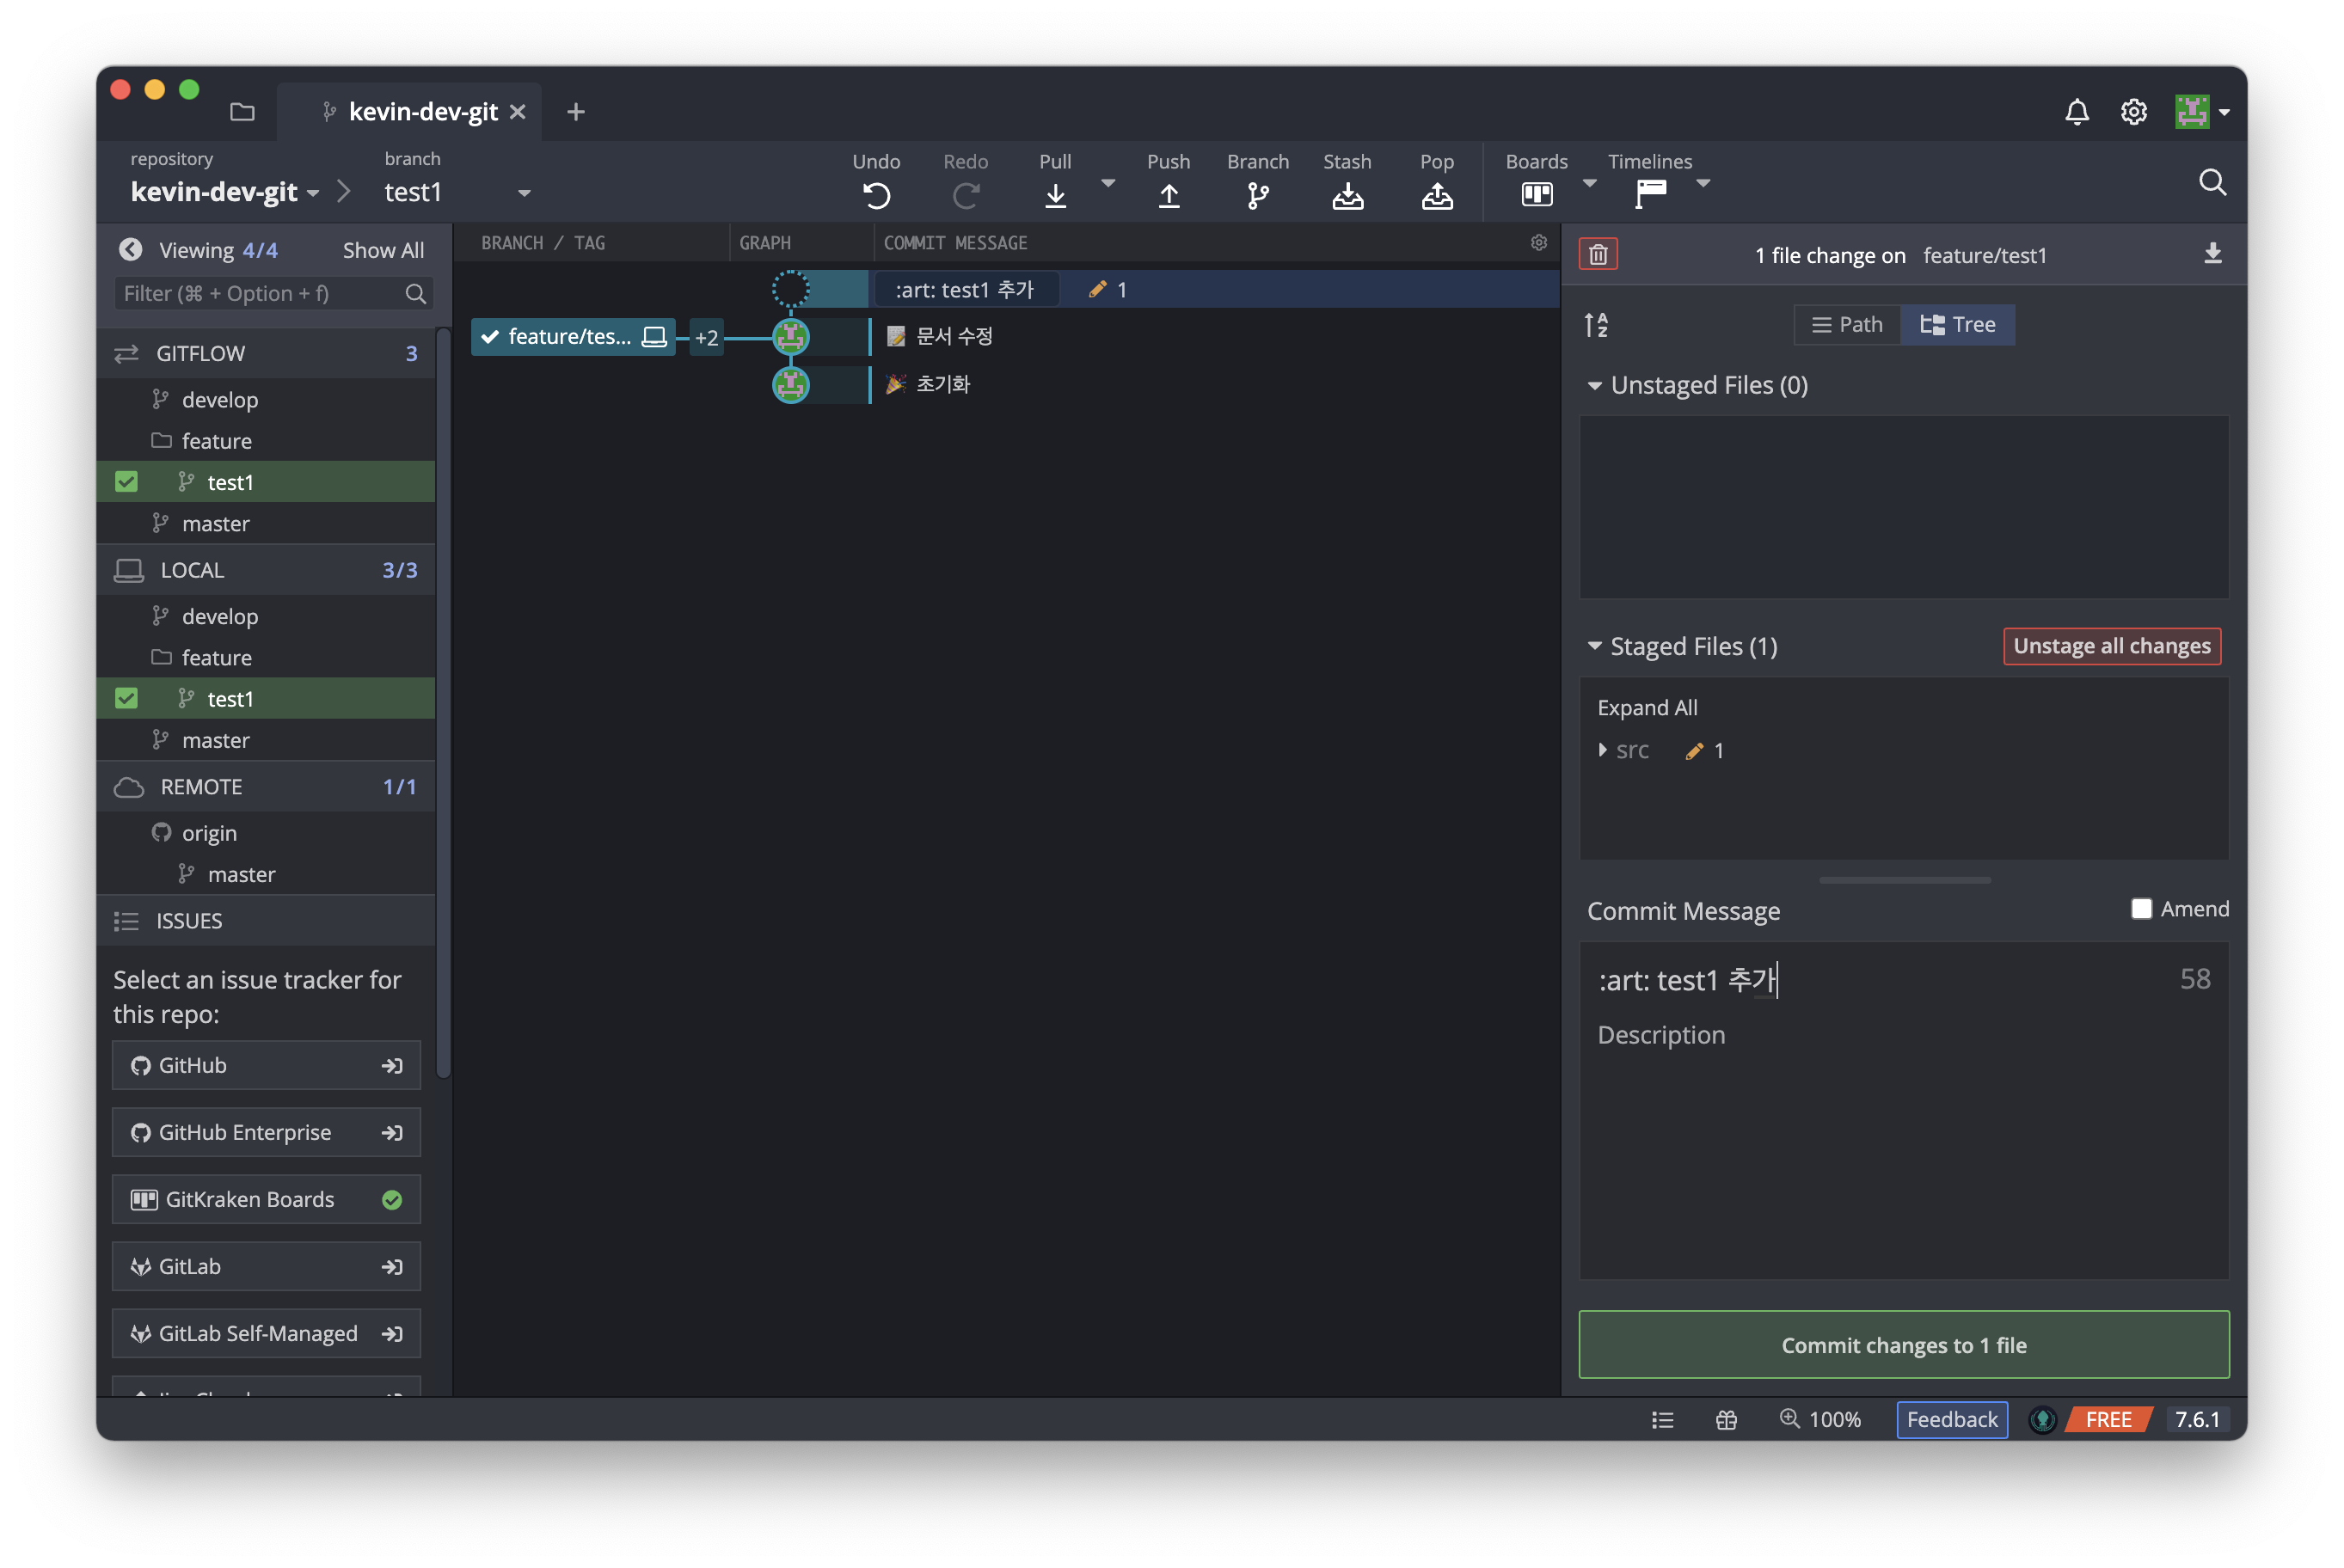 kevin-dev-git
repository
kevin-dev-git
branch
test1
Undo
Redo
Pull
Push
Branch
Stash
Pop
Boards
Timelines
Viewing 4/4
Show All
Filter (⌘ + Option + f)
GITFLOW 3
develop
feature
test1
master
LOCAL 3/3
develop
feature
test1
master
REMOTE 1/1
origin
master
ISSUES
Select an issue tracker for
this repo:
GitHub
GitHub Enterprise
GitKraken Boards
GitLab
GitLab Self-Managed
BRANCH / TAG
GRAPH
COMMIT MESSAGE
:art: test1 추가
1
feature/tes...
+2
📝 문서 수정
🎉 초기화
1 file change on feature/test1
Path
Tree
Unstaged Files (0)
Staged Files (1)
Unstage all changes
Expand All
src 1
Commit Message
Amend
:art: test1 추가
58
Description
Commit changes to 1 file
100%
Feedback
FREE
7.6.1